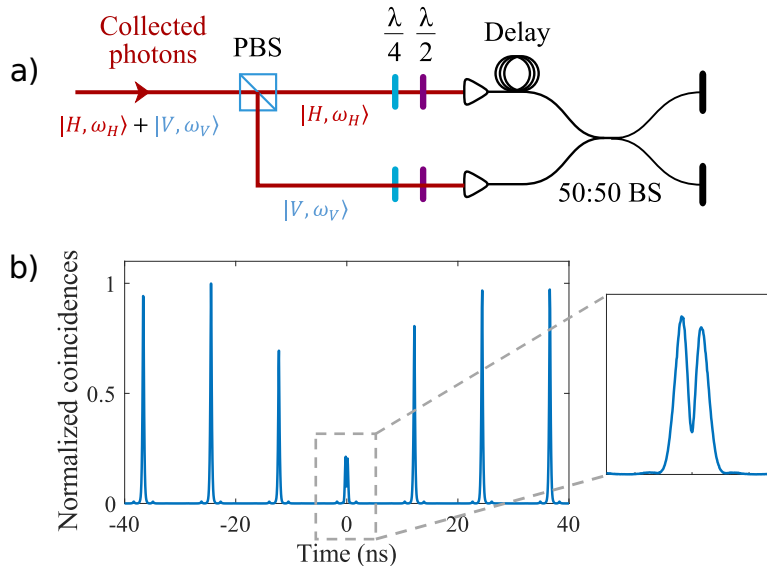 a)
Collected photons
PBS
λ/4
λ/2
Delay
|H, ω_H⟩ + |V, ω_V⟩
|H, ω_H⟩
|V, ω_V⟩
50:50 BS
b)
Normalized coincidences
1
0.5
0
-40
-20
0
20
40
Time (ns)